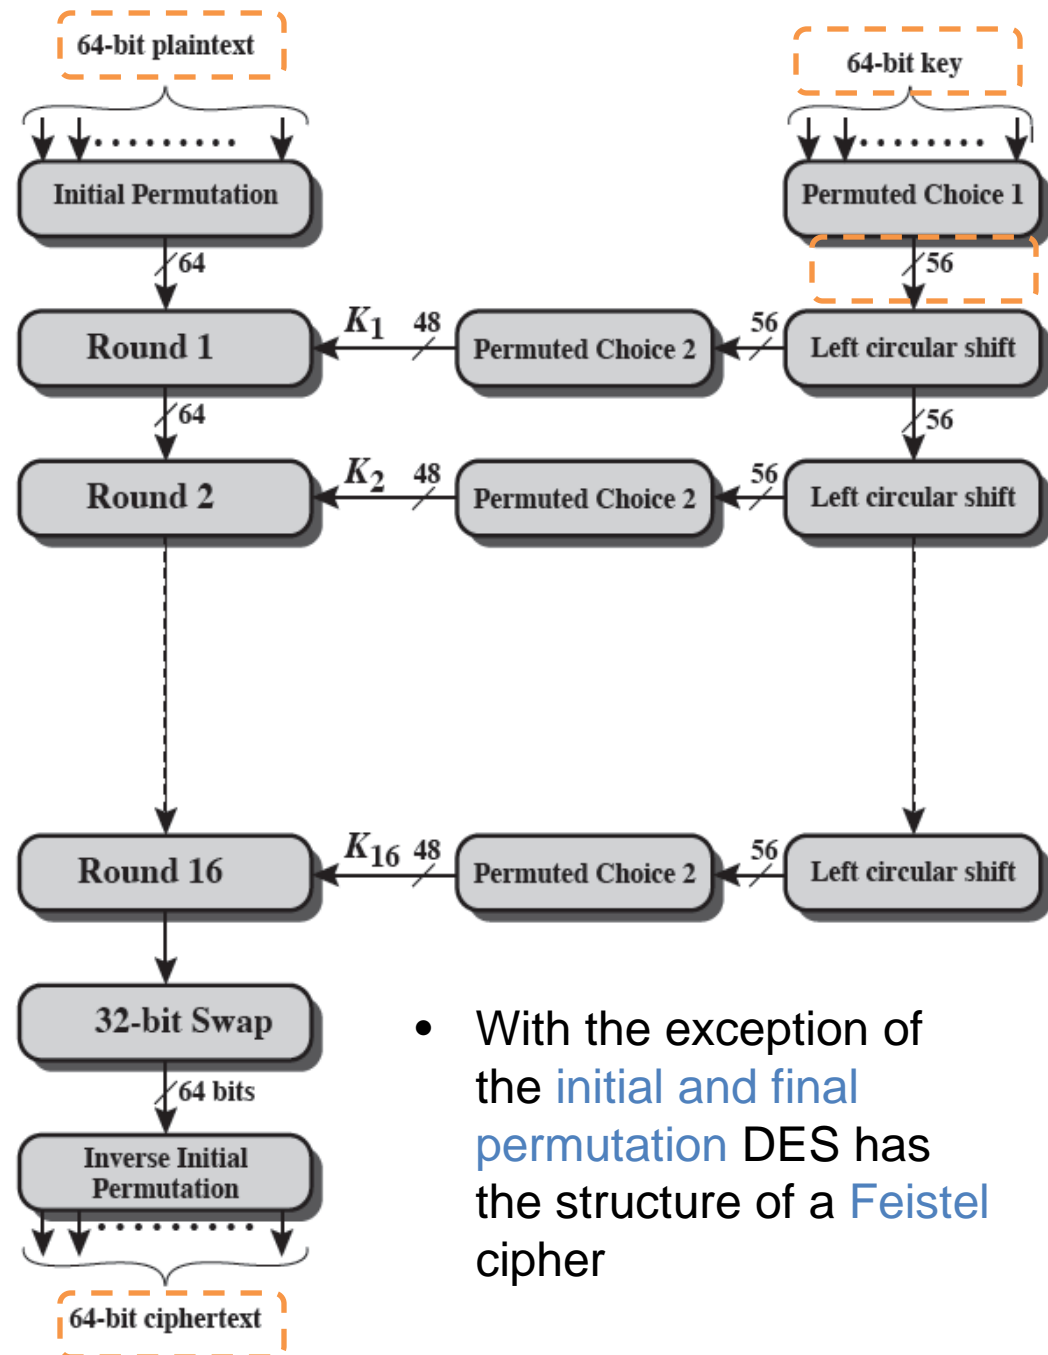 64-bit plaintext
64-bit key
Initial Permutation
Permuted Choice 1
64
56
Round 1
K1
48
Permuted Choice 2
56
Left circular shift
64
56
Round 2
K2
48
Permuted Choice 2
56
Left circular shift
Round 16
K16
48
Permuted Choice 2
56
Left circular shift
32-bit Swap
64 bits
Inverse Initial
Permutation
64-bit ciphertext
• With the exception of
the initial and final
permutation DES has
the structure of a Feistel
cipher